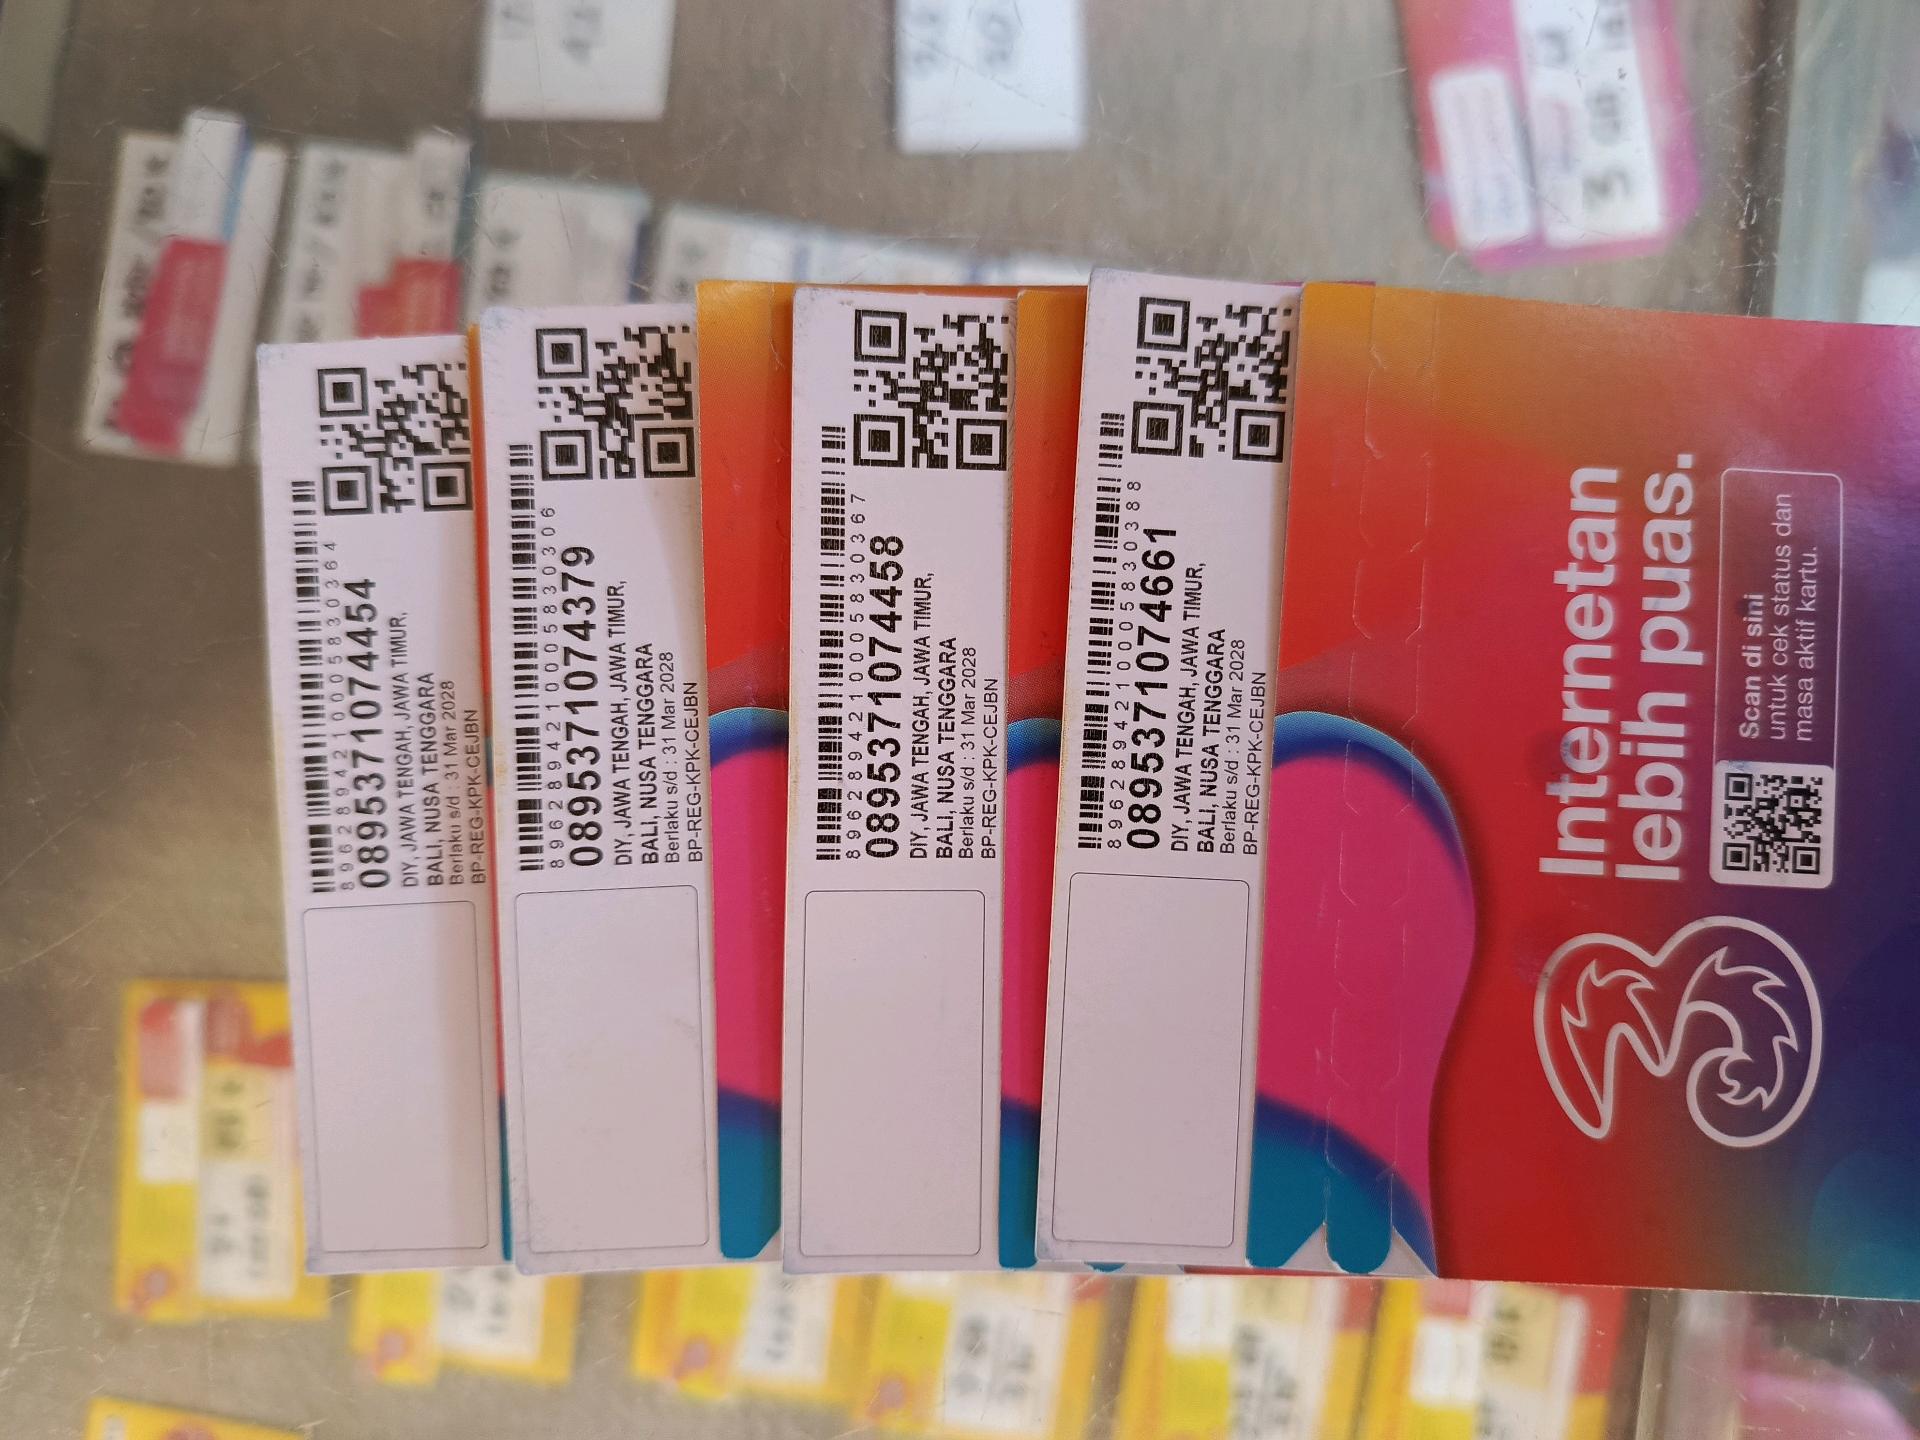 8962894210005830364
0895371074454
DIY, JAWA TENGAH, JAWA TIMUR,
BALI, NUSA TENGGARA
Berlaku s/d : 31 Mar 2028
BP-REG-KPK-CEJBN
8962894210005830306
0895371074379
DIY, JAWA TENGAH, JAWA TIMUR,
BALI, NUSA TENGGARA
Berlaku s/d : 31 Mar 2028
BP-REG-KPK-CEJBN
8962894210005830367
0895371074458
DIY, JAWA TENGAH, JAWA TIMUR,
BALI, NUSA TENGGARA
Berlaku s/d : 31 Mar 2028
BP-REG-KPK-CEJBN
8962894210005830388
0895371074661
DIY, JAWA TENGAH, JAWA TIMUR,
BALI, NUSA TENGGARA
Berlaku s/d : 31 Mar 2028
BP-REG-KPK-CEJBN
3
Internetan
lebih puas.
Scan di sini
untuk cek status dan
masa aktif kartu.